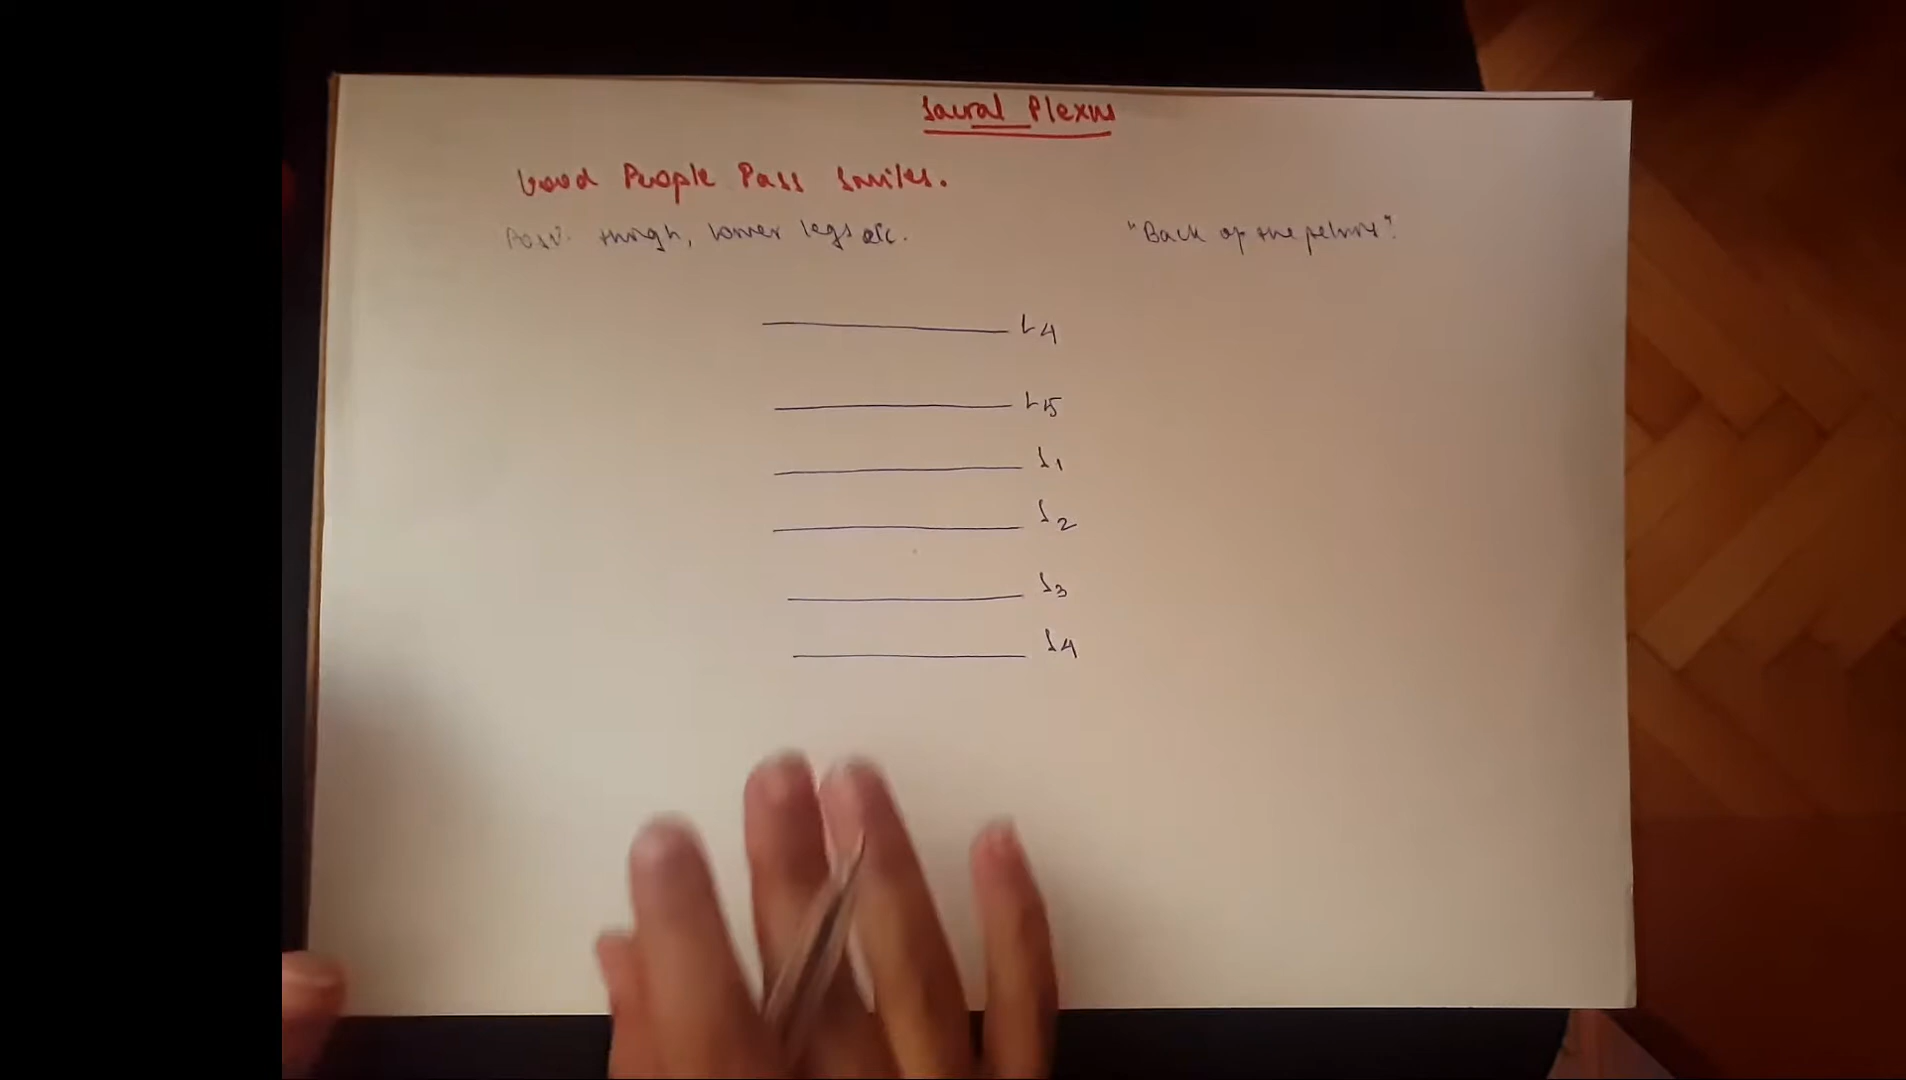 Sacral Plexus
Good People Pass Smiles.
Post. thigh, lower legs etc.
"Back of the pelvis".
L4
L5
S1
S2
S3
S4